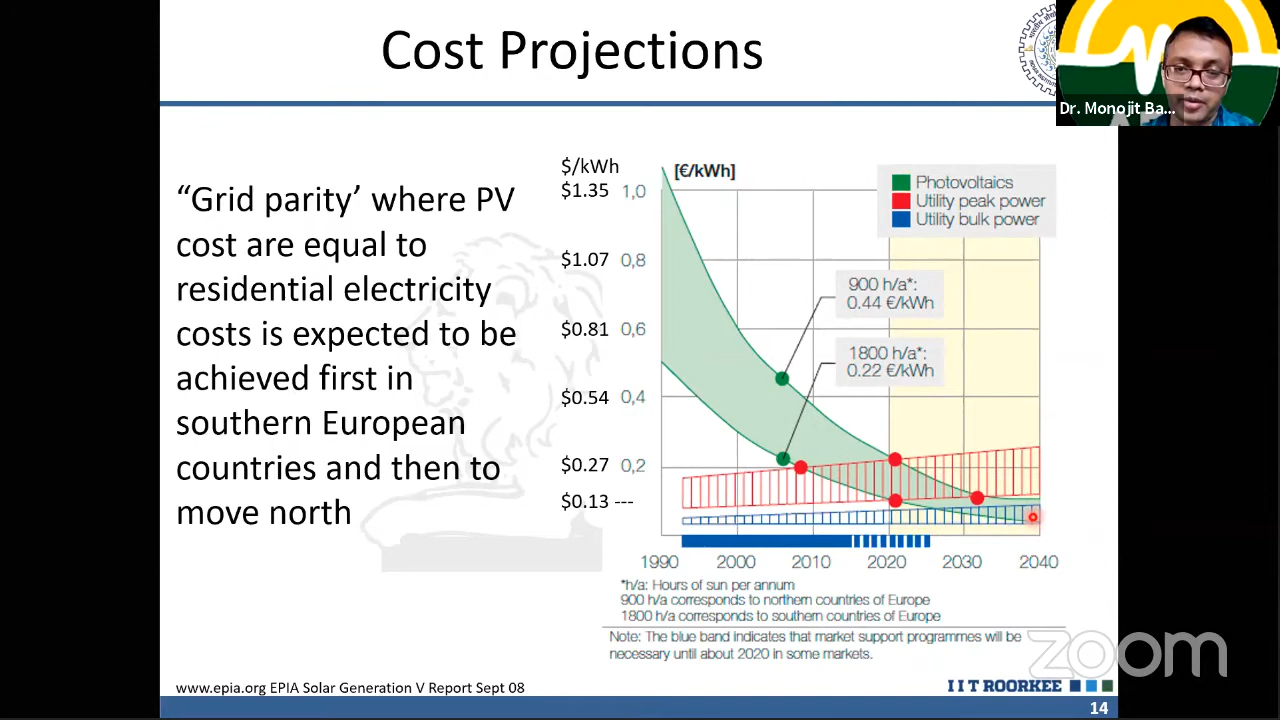 Cost Projections
Dr. Monojit Ba...
“Grid parity’ where PV
cost are equal to
residential electricity
costs is expected to be
achieved first in
southern European
countries and then to
move north
$/kWh
[€/kWh]
$1.35 1,0
$1.07 0,8
$0.81 0,6
$0.54 0,4
$0.27 0,2
$0.13 ---
Photovoltaics
Utility peak power
Utility bulk power
900 h/a*:
0.44 €/kWh
1800 h/a*:
0.22 €/kWh
1990 2000 2010 2020 2030 2040
*h/a: Hours of sun per annum
900 h/a corresponds to northern countries of Europe
1800 h/a corresponds to southern countries of Europe
Note: The blue band indicates that market support programmes will be
necessary until about 2020 in some markets.
zoom
www.epia.org EPIA Solar Generation V Report Sept 08
I I T ROORKEE
14